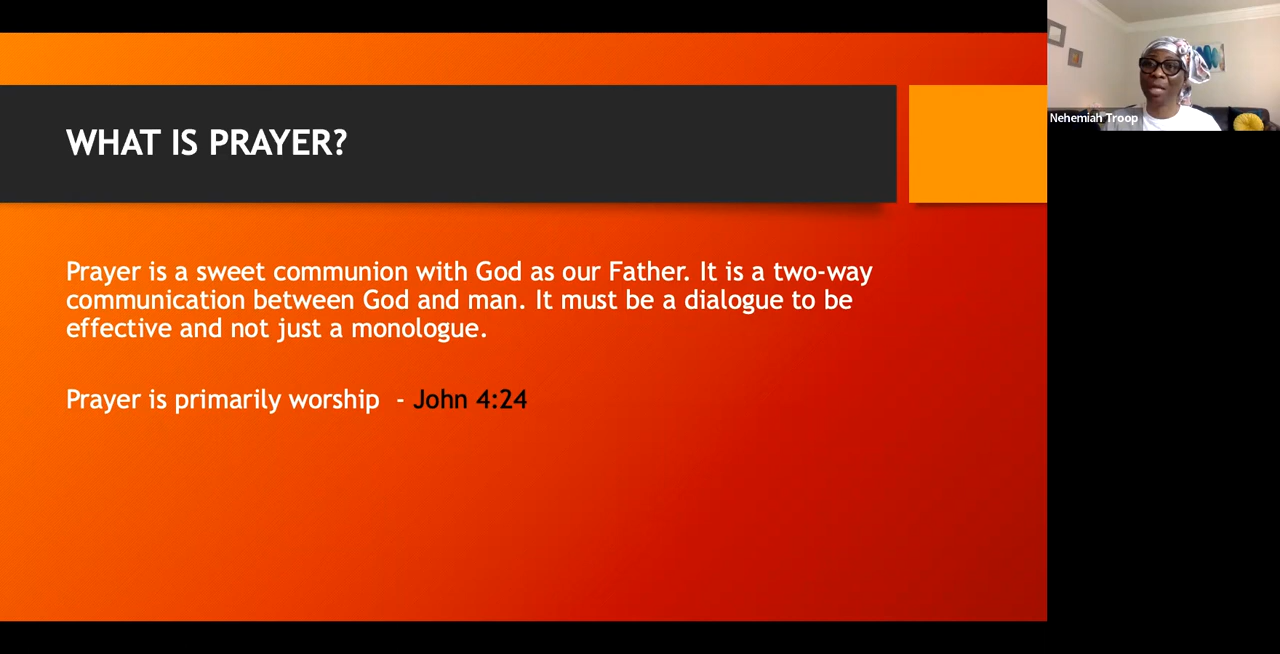 WHAT IS PRAYER?
Prayer is a sweet communion with God as our Father. It is a two-way
communication between God and man. It must be a dialogue to be
effective and not just a monologue.
Prayer is primarily worship - John 4:24
Nehemiah Troop